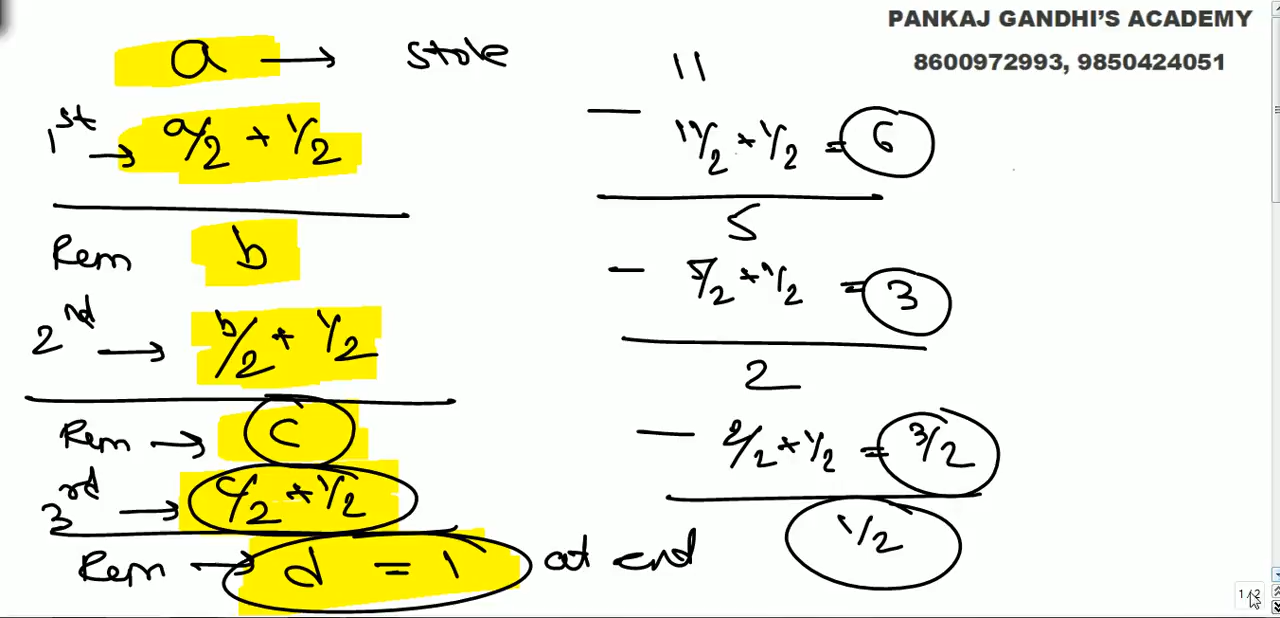 PANKAJ GANDHI'S ACADEMY
8600972993, 9850424051
a → stole
1st → a/2 + 1/2
Rem b
2nd → b/2 + 1/2
Rem → c
3rd → c/2 + 1/2
Rem → d = 1 at end
11
— 11/2 + 1/2 = 6
5
— 5/2 + 1/2 = 3
2
— 2/2 + 1/2 = 3/2
1/2
1/2